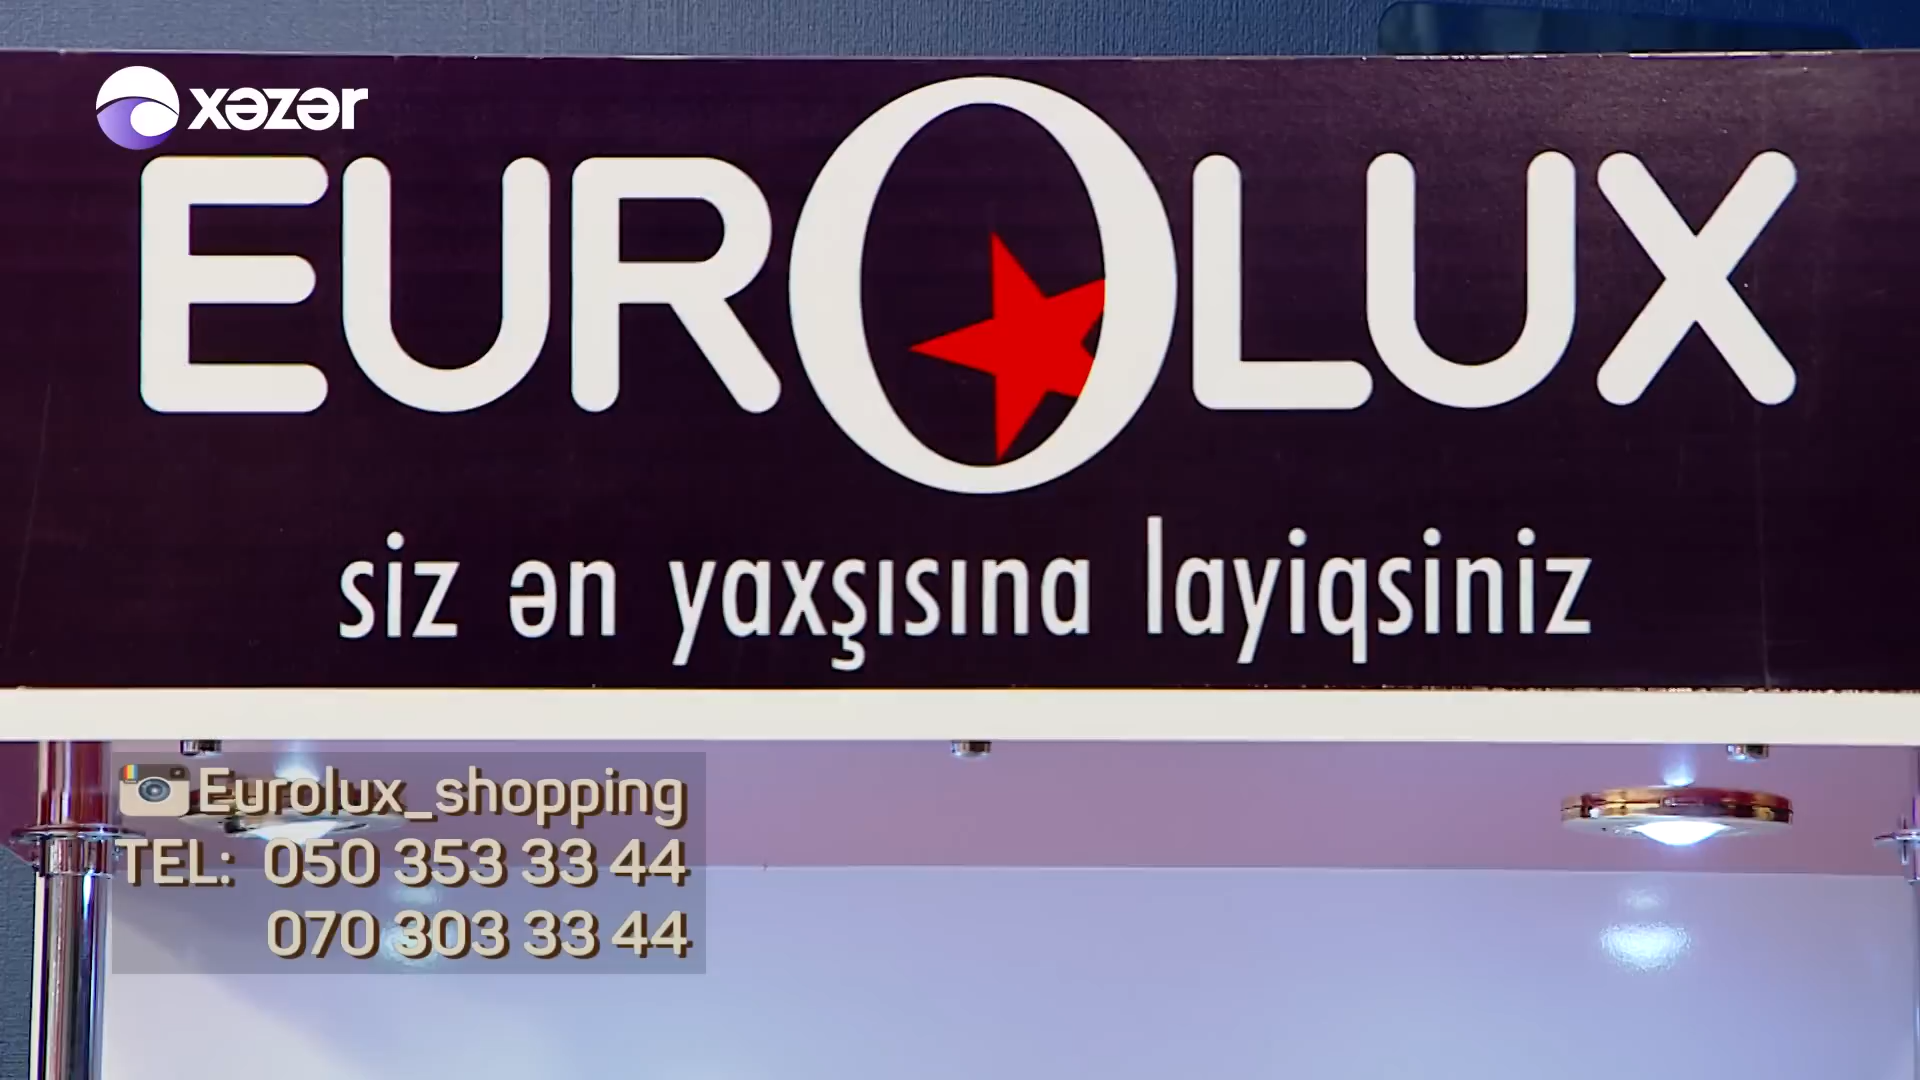 xəzər
EUROLUX
siz ən yaxşısına layiqsiniz
Eurolux_shopping
TEL: 050 353 33 44
070 303 33 44